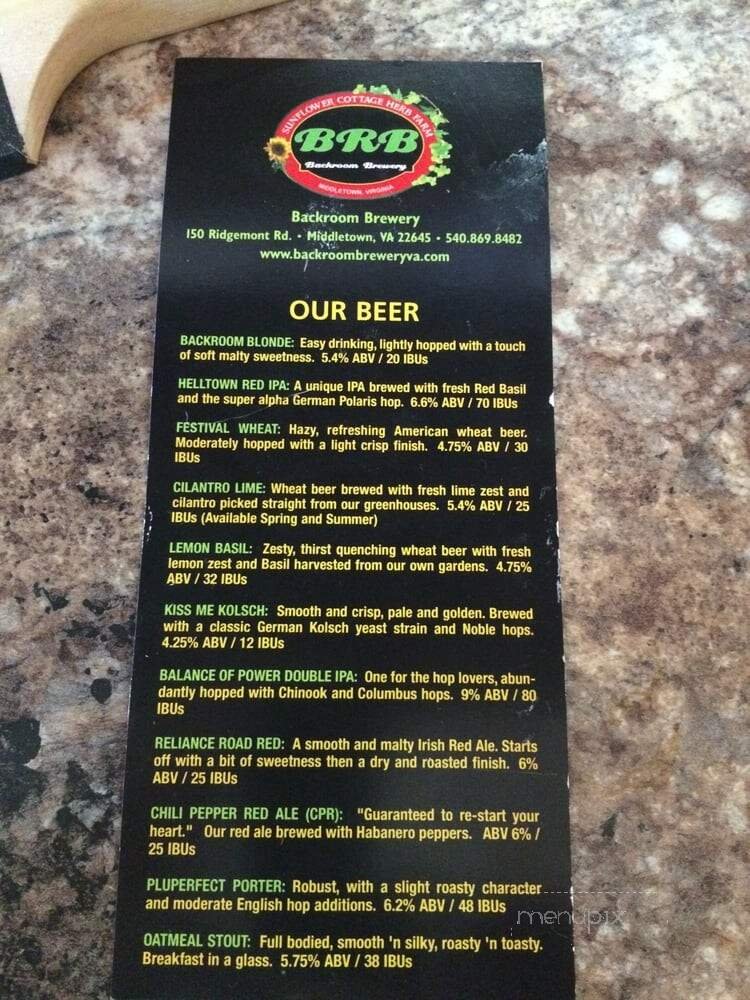 SUNFLOWER COTTAGE HERB FARM
BRB
Backroom Brewery
MIDDLETOWN, VIRGINIA
Backroom Brewery
150 Ridgemont Rd. • Middletown, VA 22645 • 540.869.8482
www.backroombreweryva.com
OUR BEER
BACKROOM BLONDE: Easy drinking, lightly hopped with a touch
of soft malty sweetness. 5.4% ABV / 20 IBUs
HELLTOWN RED IPA: A unique IPA brewed with fresh Red Basil
and the super alpha German Polaris hop. 6.6% ABV / 70 IBUs
FESTIVAL WHEAT: Hazy, refreshing American wheat beer.
Moderately hopped with a light crisp finish. 4.75% ABV / 30
IBUs
CILANTRO LIME: Wheat beer brewed with fresh lime zest and
cilantro picked straight from our greenhouses. 5.4% ABV / 25
IBUs (Available Spring and Summer)
LEMON BASIL: Zesty, thirst quenching wheat beer with fresh
lemon zest and Basil harvested from our own gardens. 4.75%
ABV / 32 IBUs
KISS ME KOLSCH: Smooth and crisp, pale and golden. Brewed
with a classic German Kolsch yeast strain and Noble hops.
4.25% ABV / 12 IBUs
BALANCE OF POWER DOUBLE IPA: One for the hop lovers, abun-
dantly hopped with Chinook and Columbus hops. 9% ABV / 80
IBUs
RELIANCE ROAD RED: A smooth and malty Irish Red Ale. Starts
off with a bit of sweetness then a dry and roasted finish. 6%
ABV / 25 IBUs
CHILI PEPPER RED ALE (CPR): "Guaranteed to re-start your
heart." Our red ale brewed with Habanero peppers. ABV 6% /
25 IBUs
PLUPERFECT PORTER: Robust, with a slight roasty character
and moderate English hop additions. 6.2% ABV / 48 IBUs
menupix
OATMEAL STOUT: Full bodied, smooth 'n silky, roasty 'n toasty.
Breakfast in a glass. 5.75% ABV / 38 IBUs